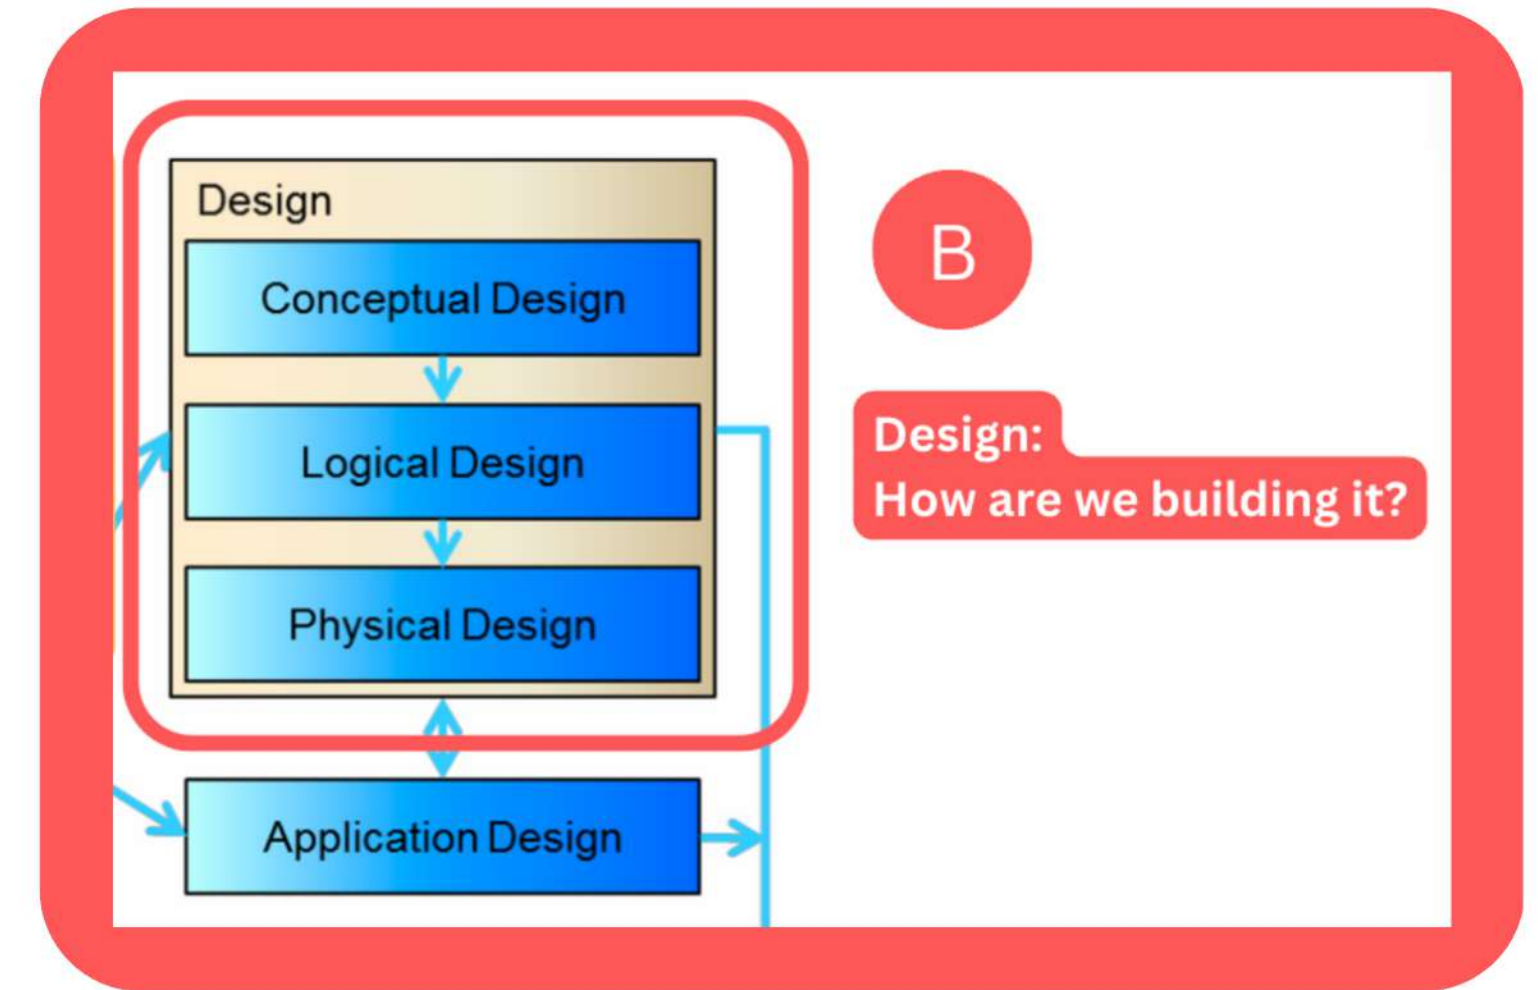 Design
Conceptual Design
Logical Design
Physical Design
Application Design
B
Design:
How are we building it?